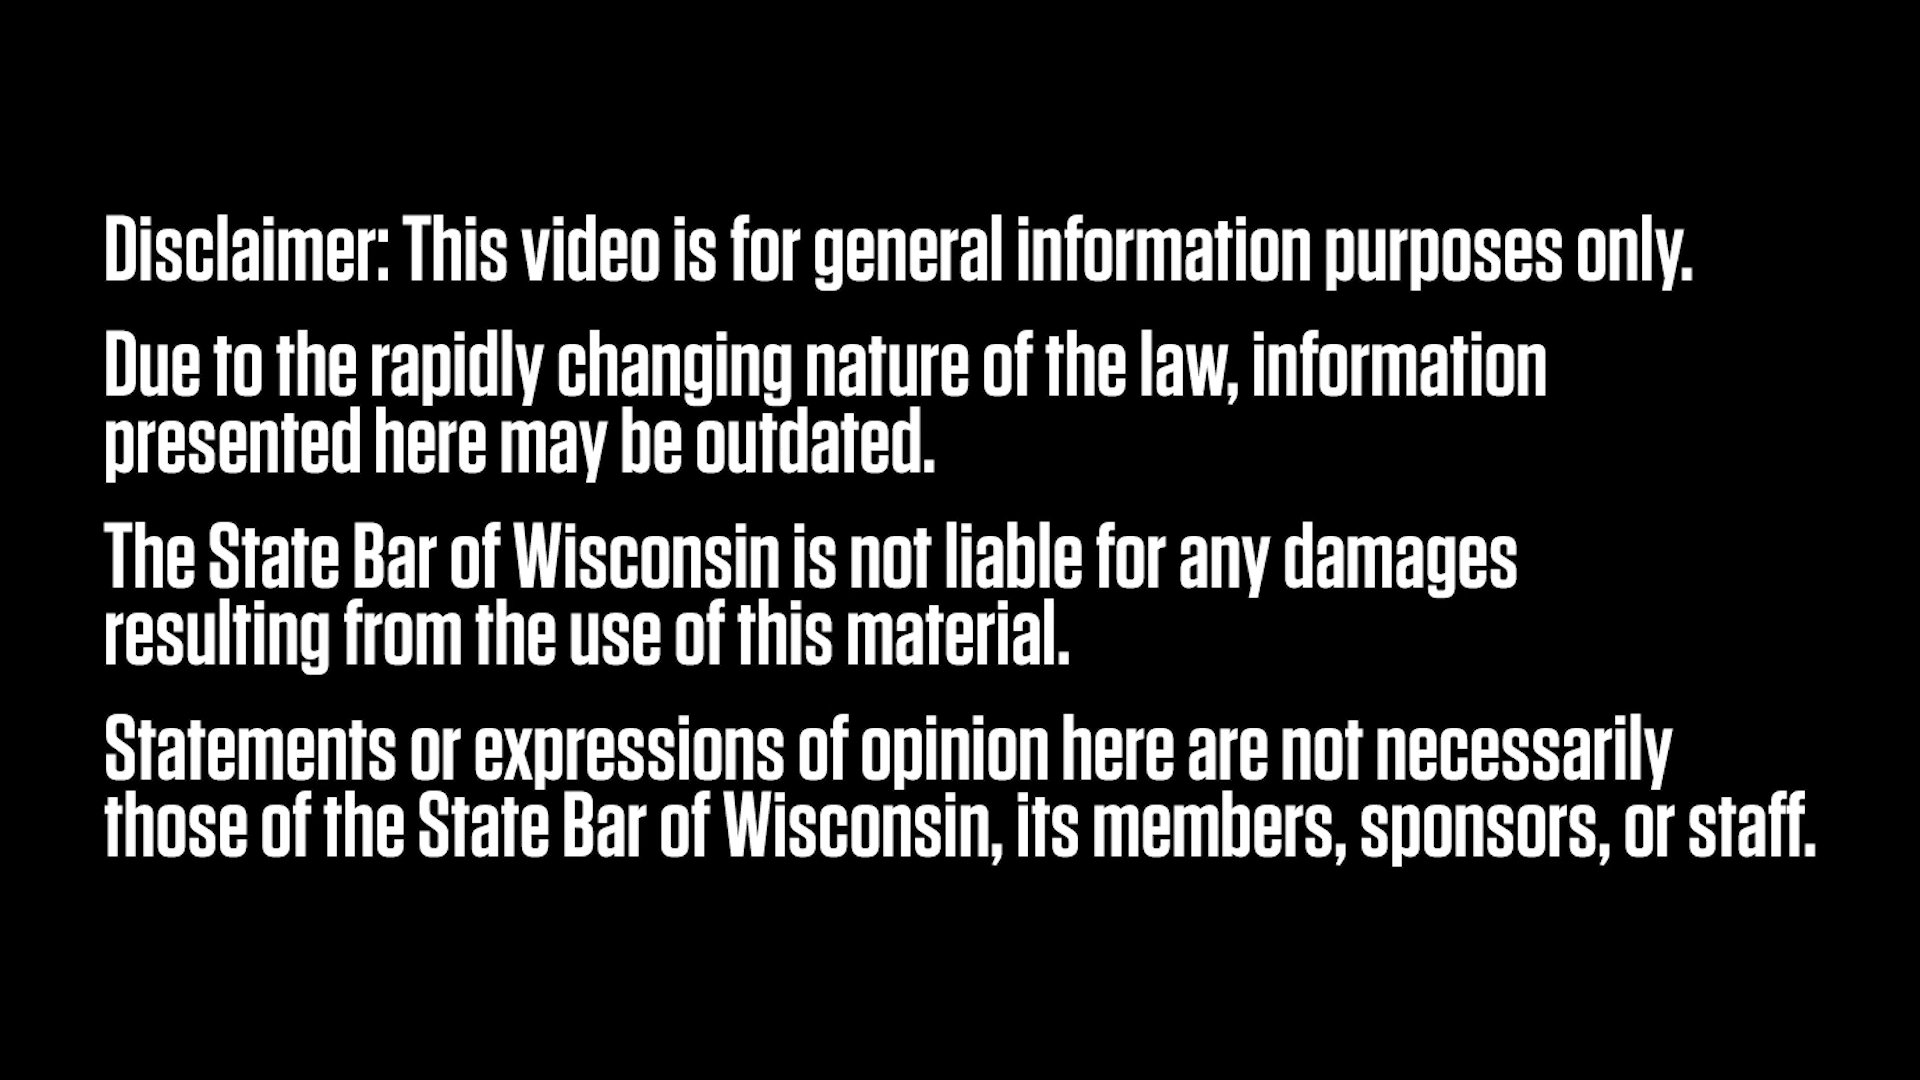 Disclaimer: This video is for general information purposes only.
Due to the rapidly changing nature of the law, information
presented here may be outdated.
The State Bar of Wisconsin is not liable for any damages
resulting from the use of this material.
Statements or expressions of opinion here are not necessarily
those of the State Bar of Wisconsin, its members, sponsors, or staff.